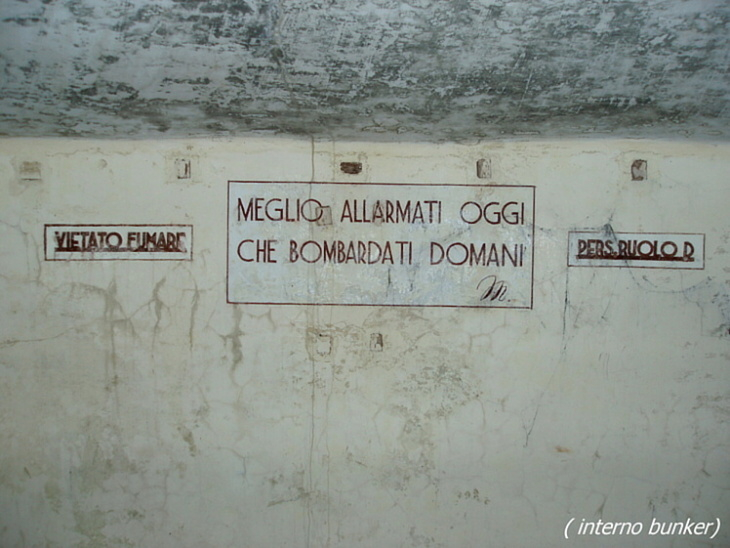 VIETATO FUMARE
MEGLIO ALLARMATI OGGI
CHE BOMBARDATI DOMANI
M.
PERS. RUOLO R
( interno bunker)